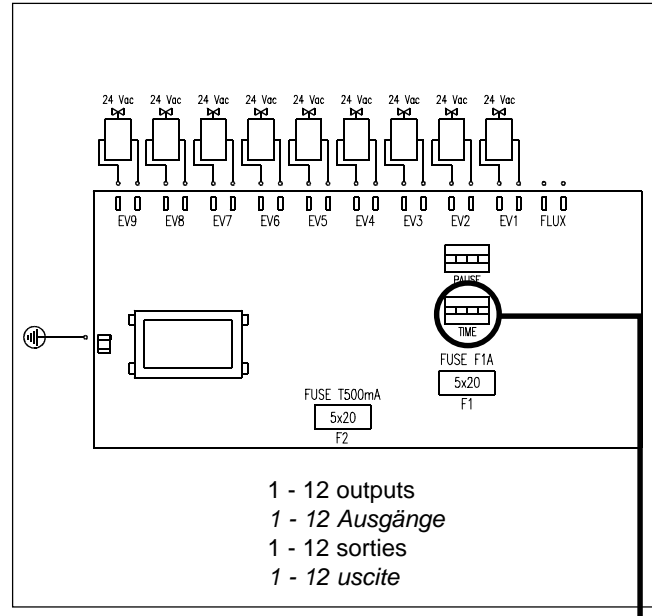 24 Vac 24 Vac 24 Vac 24 Vac 24 Vac 24 Vac 24 Vac 24 Vac 24 Vac
EV9 EV8 EV7 EV6 EV5 EV4 EV3 EV2 EV1 FLUX
PAUSE
TIME
FUSE F1A
5x20
F1
FUSE T500mA
5x20
F2
1 - 12 outputs
1 - 12 Ausgänge
1 - 12 sorties
1 - 12 uscite